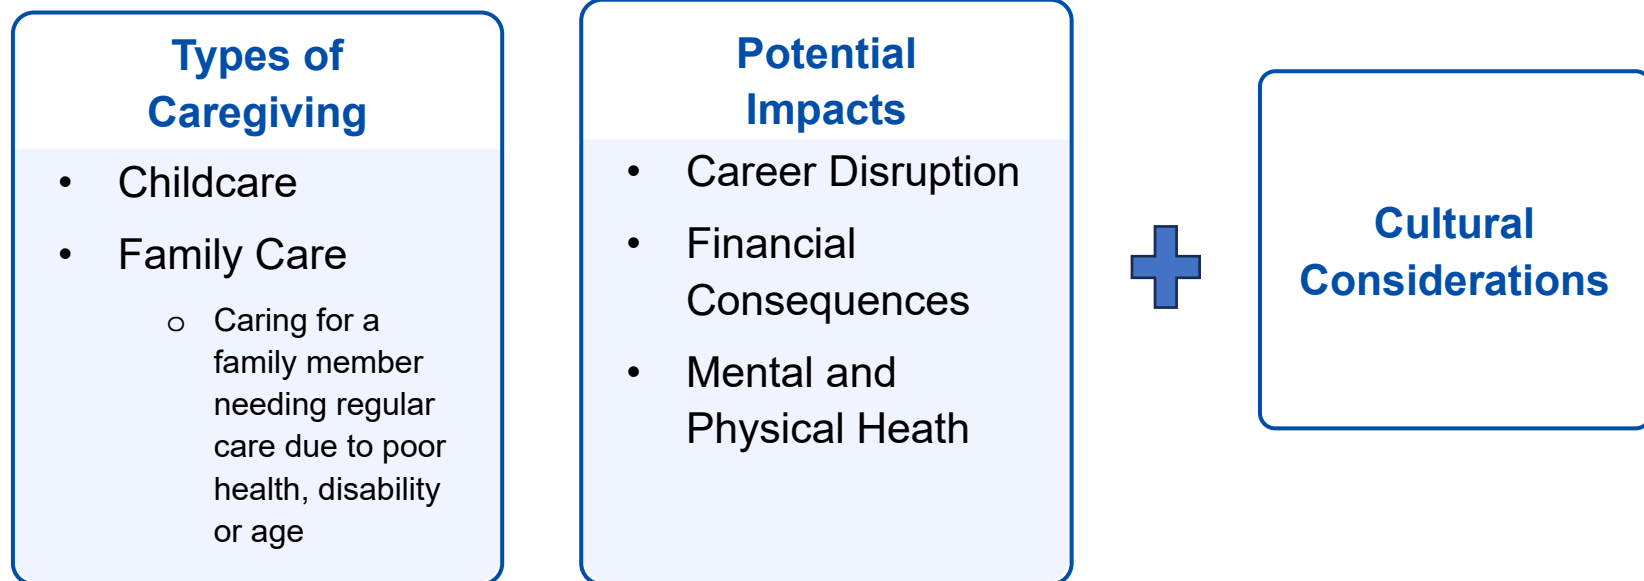 Types of
Caregiving
• Childcare
• Family Care
o Caring for a
family member
needing regular
care due to poor
health, disability
or age
Potential
Impacts
• Career Disruption
• Financial
Consequences
• Mental and
Physical Heath
Cultural
Considerations